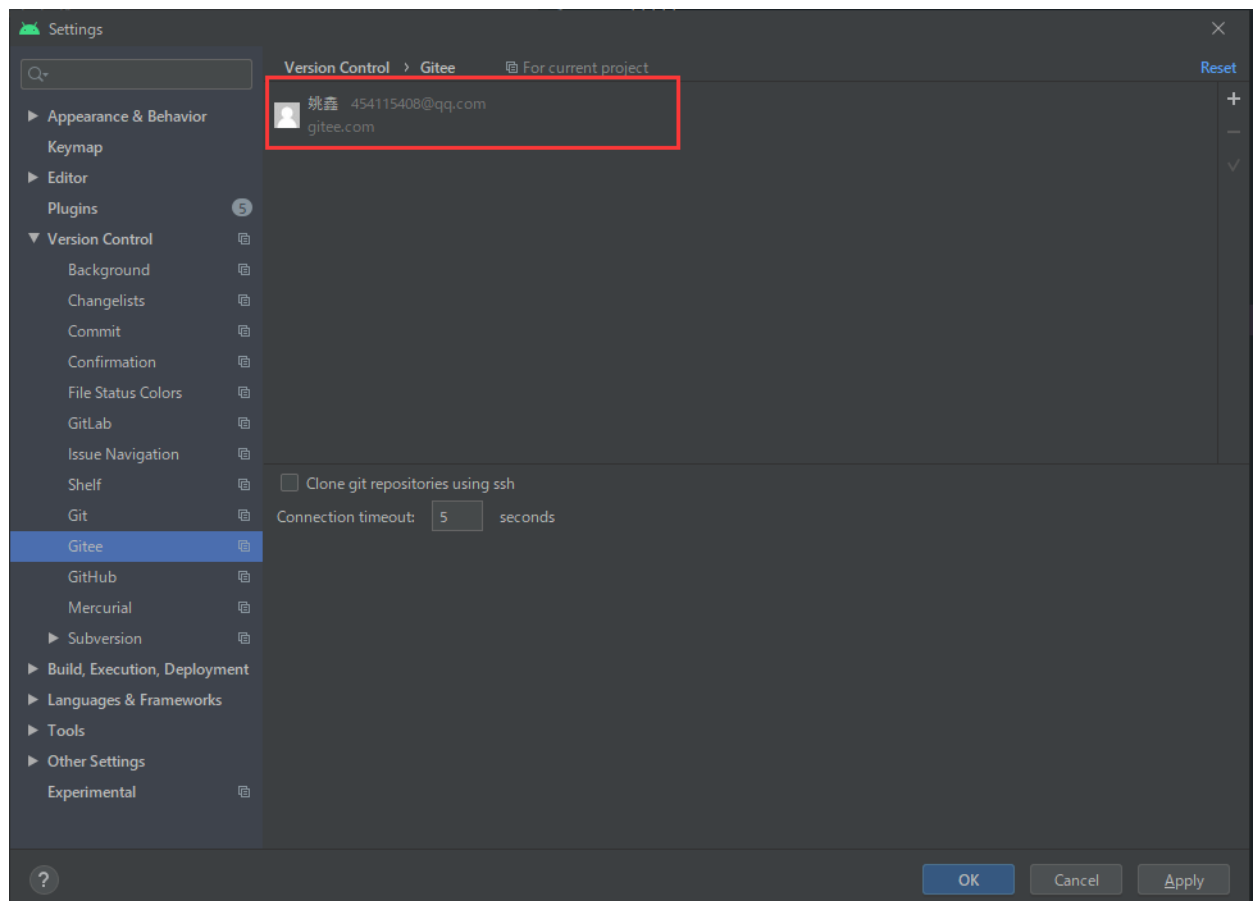 Settings
Version Control › Gitee For current project Reset
姚鑫 454115408@qq.com
gitee.com
Appearance & Behavior
Keymap
Editor
Plugins 5
Version Control
Background
Changelists
Commit
Confirmation
File Status Colors
GitLab
Issue Navigation
Shelf
Git
Gitee
GitHub
Mercurial
Subversion
Build, Execution, Deployment
Languages & Frameworks
Tools
Other Settings
Experimental
Clone git repositories using ssh
Connection timeout: 5 seconds
? OK Cancel Apply